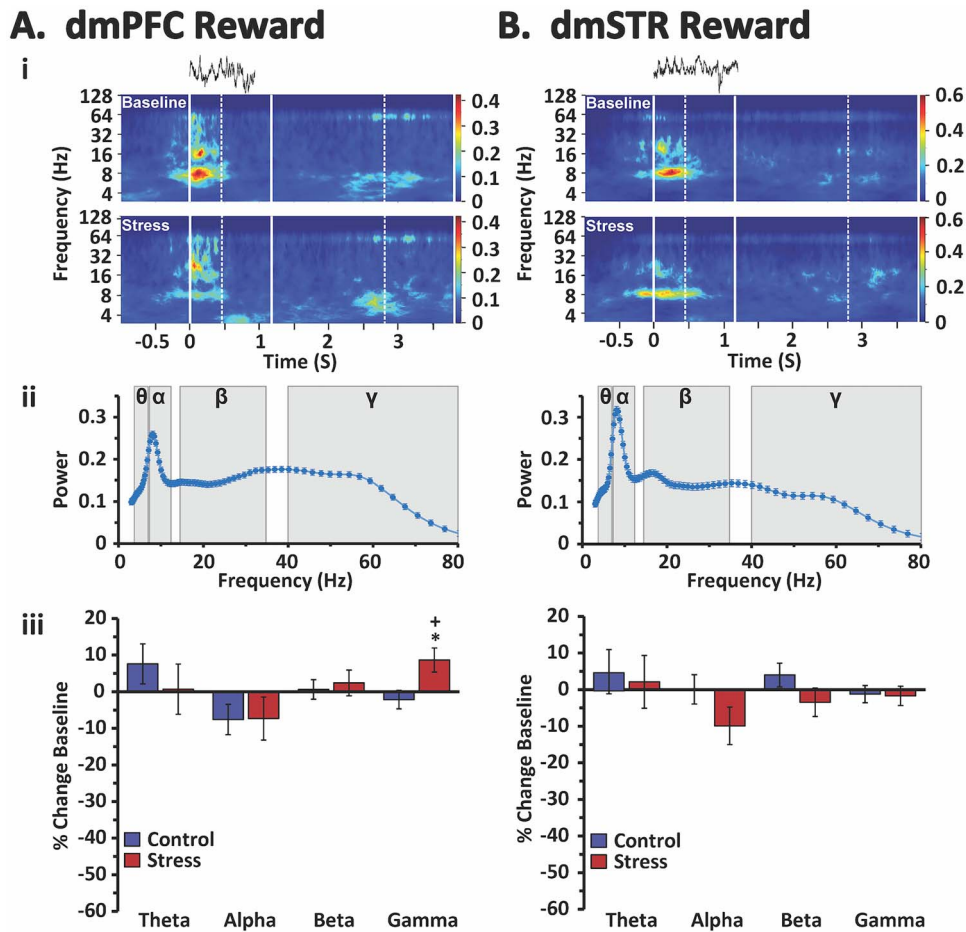 A. dmPFC Reward
B. dmSTR Reward
i
Frequency (Hz)
128
64
32
16
8
4
Baseline
0.4
0.3
0.2
0.1
0
128
64
32
16
8
4
Stress
0.4
0.3
0.2
0.1
0
-0.5 0 1 2 3
Time (S)
Frequency (Hz)
128
64
32
16
8
4
Baseline
0.6
0.4
0.2
0
128
64
32
16
8
4
Stress
0.6
0.4
0.2
0
-0.5 0 1 2 3
Time (S)
ii
θ α β γ
Power
0.3
0.2
0.1
0
0 20 40 60 80
Frequency (Hz)
θ α β γ
Power
0.3
0.2
0.1
0
0 20 40 60 80
Frequency (Hz)
iii
% Change Baseline
20
10
0
-10
-20
-30
-40
-50
-60
+
*
Control
Stress
Theta Alpha Beta Gamma
% Change Baseline
20
10
0
-10
-20
-30
-40
-50
-60
Control
Stress
Theta Alpha Beta Gamma